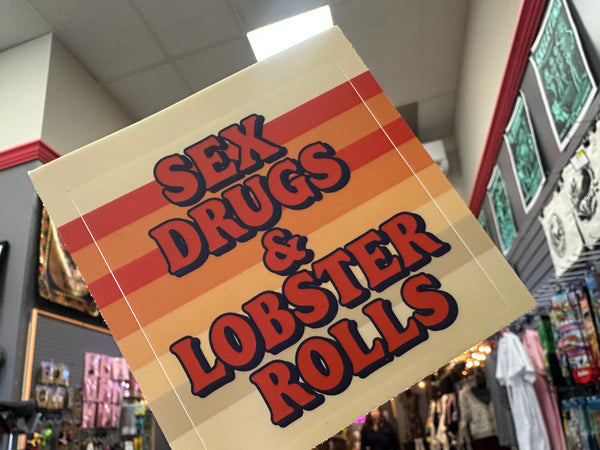 SEX
DRUGS
&
LOBSTER
ROLLS